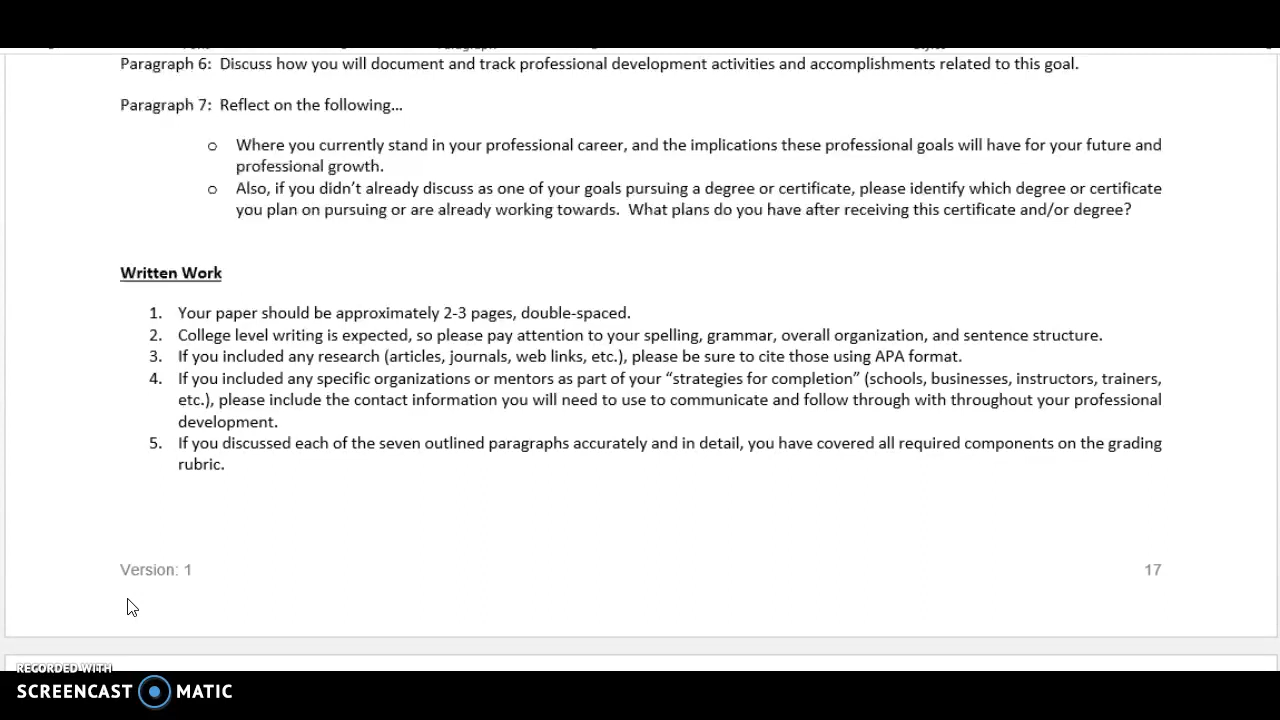 Paragraph 6: Discuss how you will document and track professional development activities and accomplishments related to this goal.
Paragraph 7: Reflect on the following...
o Where you currently stand in your professional career, and the implications these professional goals will have for your future and
professional growth.
o Also, if you didn't already discuss as one of your goals pursuing a degree or certificate, please identify which degree or certificate
you plan on pursuing or are already working towards. What plans do you have after receiving this certificate and/or degree?
Written Work
1. Your paper should be approximately 2-3 pages, double-spaced.
2. College level writing is expected, so please pay attention to your spelling, grammar, overall organization, and sentence structure.
3. If you included any research (articles, journals, web links, etc.), please be sure to cite those using APA format.
4. If you included any specific organizations or mentors as part of your “strategies for completion” (schools, businesses, instructors, trainers,
etc.), please include the contact information you will need to use to communicate and follow through with throughout your professional
development.
5. If you discussed each of the seven outlined paragraphs accurately and in detail, you have covered all required components on the grading
rubric.
Version: 1 17
RECORDED WITH
SCREENCAST MATIC